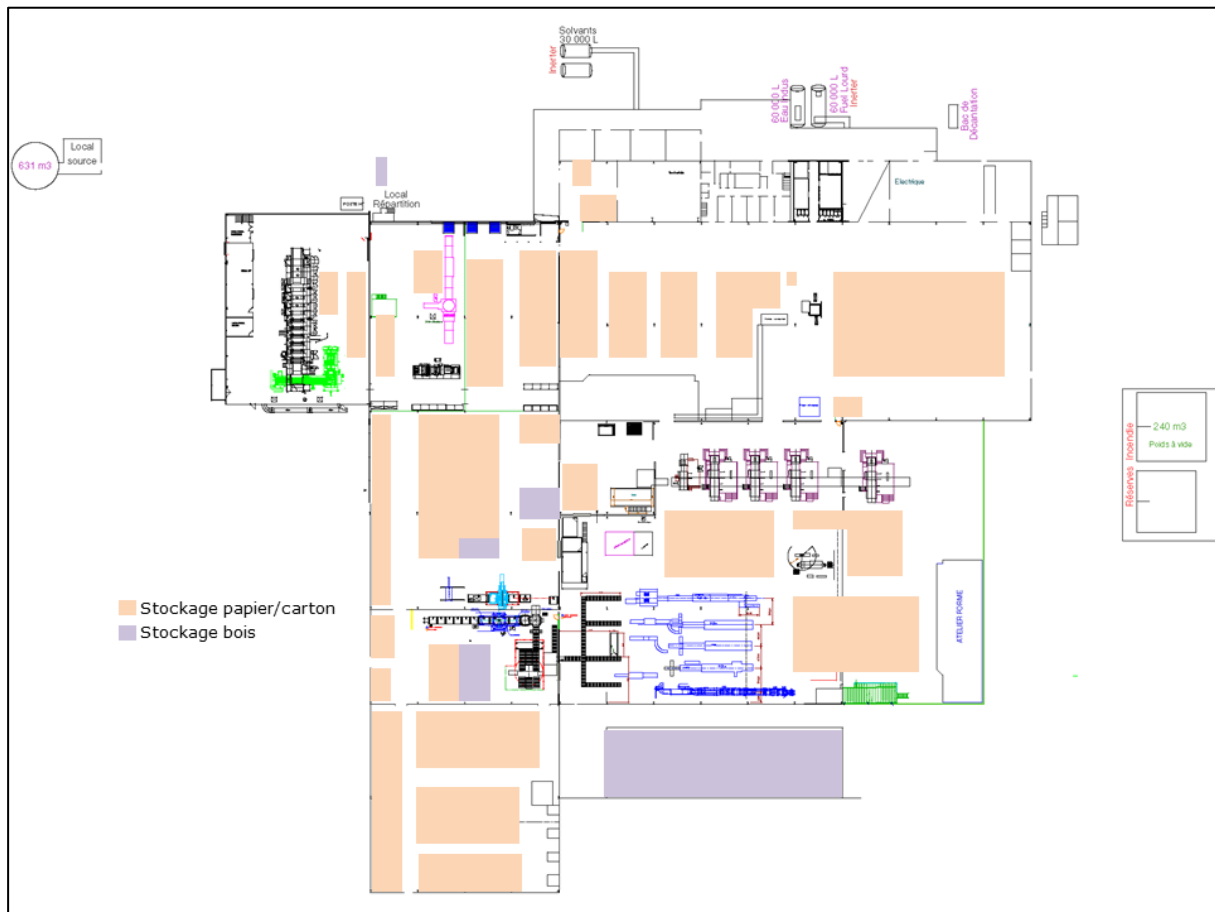 Solvants
30 000 L
Inerter
60 000 L
Eau Indus
60 000 L
Fuel Lourd
Inerter
Bac de
Décantation
631 m3
Local
source
Local
Répartition
Electrique
Réserves Incendie
240 m3
Poids à vide
ATELIER FORME
Stockage papier/carton
Stockage bois